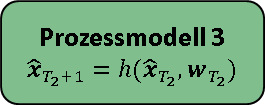 Prozessmodell 3
x̂_{T₂+1} = h(x̂_{T₂}, w_{T₂})